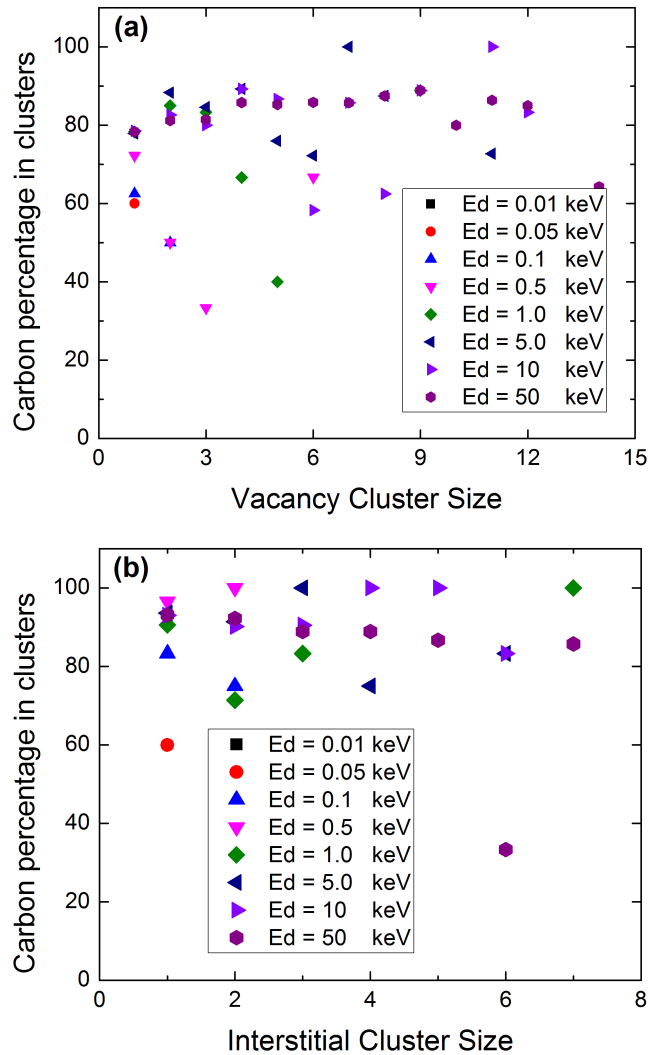 (a)
100
80
60
40
20
0
Carbon percentage in clusters
Ed = 0.01 keV
Ed = 0.05 keV
Ed = 0.1 keV
Ed = 0.5 keV
Ed = 1.0 keV
Ed = 5.0 keV
Ed = 10 keV
Ed = 50 keV
0 3 6 9 12 15
Vacancy Cluster Size
(b)
100
80
60
40
20
0
Carbon percentage in clusters
Ed = 0.01 keV
Ed = 0.05 keV
Ed = 0.1 keV
Ed = 0.5 keV
Ed = 1.0 keV
Ed = 5.0 keV
Ed = 10 keV
Ed = 50 keV
0 2 4 6 8
Interstitial Cluster Size